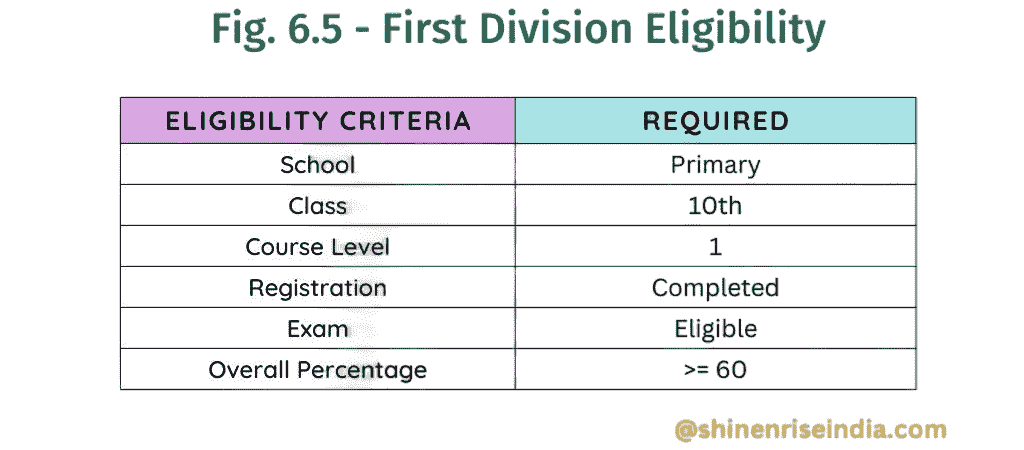 Fig. 6.5 - First Division Eligibility
ELIGIBILITY CRITERIA REQUIRED
School Primary
Class 10th
Course Level 1
Registration Completed
Exam Eligible
Overall Percentage >= 60
@shinenriseindia.com